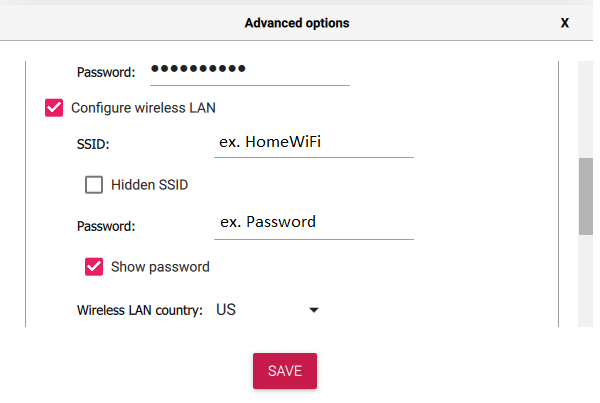 Advanced options X
Password: ••••••••••
Configure wireless LAN
SSID: ex. HomeWiFi
Hidden SSID
Password: ex. Password
Show password
Wireless LAN country: US
SAVE